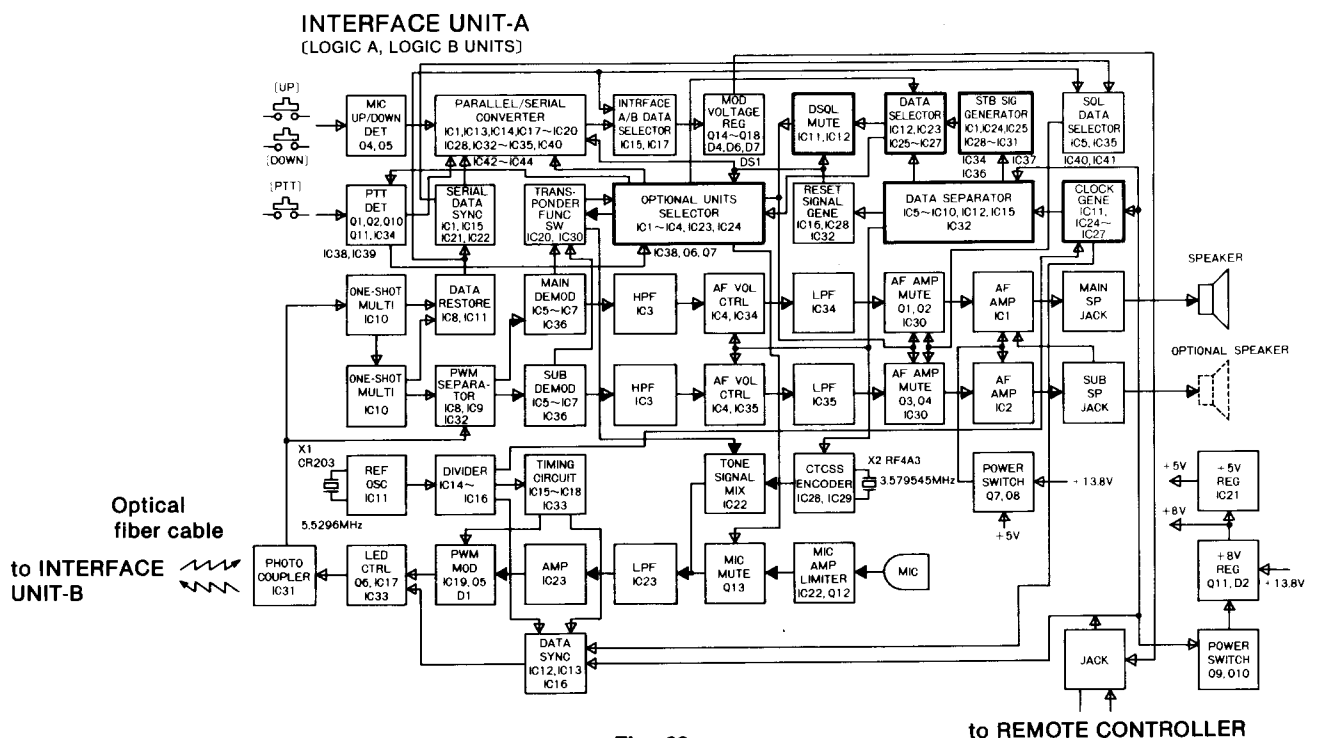 INTERFACE UNIT-A
(LOGIC A, LOGIC B UNITS)
(UP)
(DOWN)
(PTT)
MIC
UP/DOWN
DET
Q4, Q5
PARALLEL/SERIAL
CONVERTER
IC1, IC13, IC14, IC17~IC20
IC28, IC32~IC35, IC40
IC42~IC44
INTRFACE
A/B DATA
SELECTOR
IC15, IC17
MOD
VOLTAGE
REG
Q14~Q18
D4, D6, D7
DS1
DSQL
MUTE
IC11, IC12
DATA
SELECTOR
IC12, IC23
IC25~IC27
STB SIG
GENERATOR
IC1, IC24, IC25
IC28~IC31
IC34
IC36
IC37
SQL DATA
SELECTOR
IC5, IC35
IC40, IC41
PTT
DET
Q1, Q2, Q10
Q11, IC34
IC38, IC39
SERIAL
DATA
SYNC
IC1, IC15
IC21, IC22
TRANS-
PONDER
FUNC
SW
IC20, IC30
OPTIONAL UNITS
SELECTOR
IC1~IC4, IC23, IC24
IC38, Q6, Q7
RESET
SIGNAL
GENE
IC16, IC28
IC32
DATA SEPARATOR
IC5~IC10, IC12, IC15
IC32
CLOCK
GENE
IC11,
IC24~
IC27
ONE-SHOT
MULTI
IC10
DATA
RESTORE
IC8, IC11
MAIN
DEMOD
IC5~IC7
IC36
HPF
IC3
AF VOL
CTRL
IC4, IC34
LPF
IC34
AF AMP
MUTE
Q1, Q2
IC30
AF
AMP
IC1
MAIN
SP
JACK
SPEAKER
OPTIONAL SPEAKER
ONE-SHOT
MULTI
IC10
PWM
SEPARA-
TOR
IC8, IC9
IC32
SUB
DEMOD
IC5~IC7
IC36
HPF
IC3
AF VOL
CTRL
IC4, IC35
LPF
IC35
AF AMP
MUTE
Q3, Q4
IC30
AF
AMP
IC2
SUB
SP
JACK
X1
CR203
5.5296MHz
REF
OSC
IC11
DIVIDER
IC14~
IC16
TIMING
CIRCUIT
IC15~IC18
IC33
TONE
SIGNAL
MIX
IC22
CTCSS
ENCODER
IC28, IC29
X2 RF4A3
3.579545MHz
POWER
SWITCH
Q7, Q8
+ 13.8V
+5V
+ 5V
+5V
REG
IC21
+8V
+8V
REG
Q11, D2
+ 13.8V
Optical
fiber cable
to INTERFACE
UNIT-B
PHOTO
COUPLER
IC31
LED
CTRL
Q6, IC17
IC33
PWM
MOD
IC19, Q5
D1
AMP
IC23
LPF
IC23
MIC
MUTE
Q13
MIC
AMP
LIMITER
IC22, Q12
MIC
DATA
SYNC
IC12, IC13
IC16
JACK
POWER
SWITCH
Q9, Q10
to REMOTE CONTROLLER